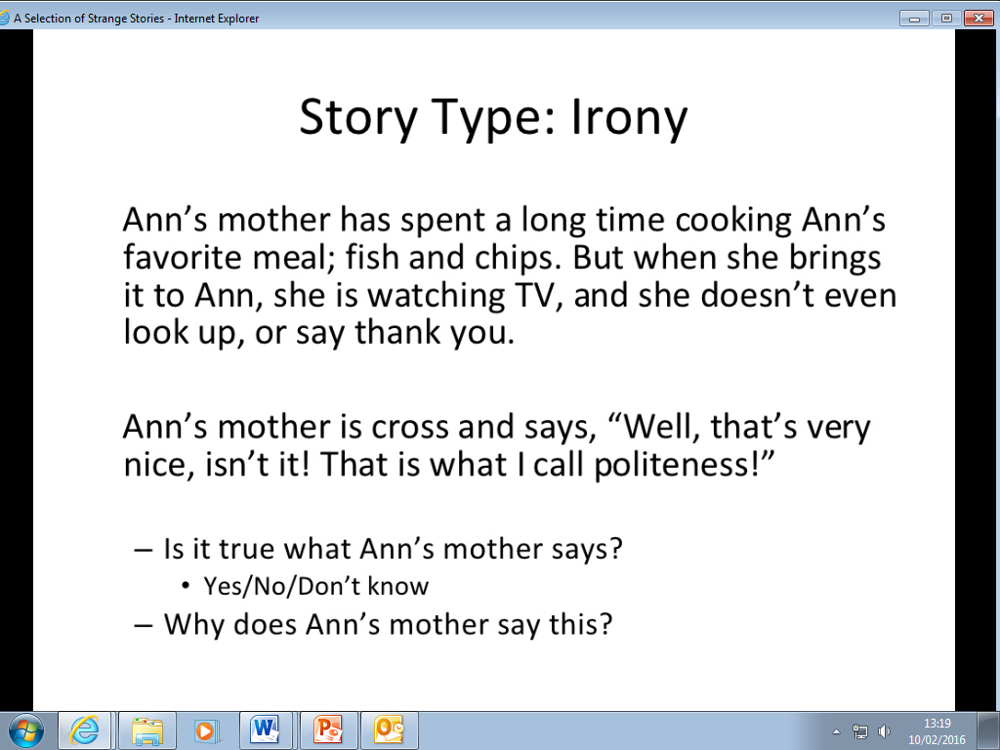 A Selection of Strange Stories - Internet Explorer
Story Type: Irony
Ann’s mother has spent a long time cooking Ann’s
favorite meal; fish and chips. But when she brings
it to Ann, she is watching TV, and she doesn’t even
look up, or say thank you.
Ann’s mother is cross and says, “Well, that’s very
nice, isn’t it! That is what I call politeness!”
– Is it true what Ann’s mother says?
• Yes/No/Don’t know
– Why does Ann’s mother say this?
13:19
10/02/2016